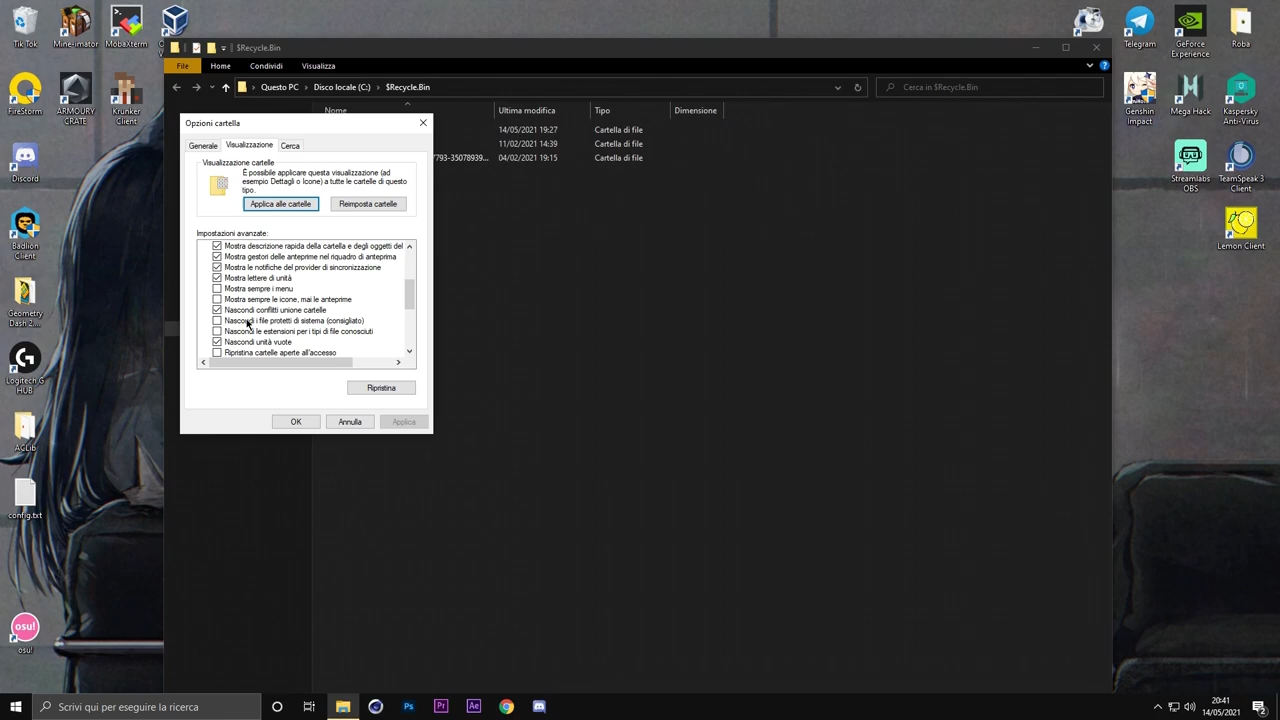 Tik Tok
Mine-imator
MobaXterm
Telegram
GeForce
Experience
Roba
$Recycle.Bin
File
Home
Condividi
Visualizza
Questo PC
Disco locale (C:)
$Recycle.Bin
Cerca in $Recycle.Bin
Nome
Ultima modifica
Tipo
Dimensione
14/05/2021 19:27
Cartella di file
11/02/2021 14:39
Cartella di file
7793-35078939...
04/02/2021 19:15
Cartella di file
FireStorm
ARMOURY
CRATE
Krunker
Client
Genshin
Impact
Mega Hack
Kaspersky
Anti-Virus
Discord
Streamlabs
OBS
TeamSpeak 3
Client
Badlion
Client
Lemon Client
Geometry
Dash 2....
Logitech G
HUB
ACLib
config.txt
osu!
osu!
Opzioni cartella
Generale
Visualizzazione
Cerca
Visualizzazione cartelle
È possibile applicare questa visualizzazione (ad
esempio Dettagli o Icone) a tutte le cartelle di questo
tipo.
Applica alle cartelle
Reimposta cartelle
Impostazioni avanzate:
Mostra descrizione rapida della cartella e degli oggetti del
Mostra gestori delle anteprime nel riquadro di anteprima
Mostra le notifiche del provider di sincronizzazione
Mostra lettere di unità
Mostra sempre i menu
Mostra sempre le icone, mai le anteprime
Nascondi conflitti unione cartelle
Nascondi i file protetti di sistema (consigliato)
Nascondi le estensioni per i tipi di file conosciuti
Nascondi unità vuote
Ripristina cartelle aperte all'accesso
Ripristina
OK
Annulla
Applica
Scrivi qui per eseguire la ricerca
Ps
Pr
Ae
20:41
14/05/2021
2